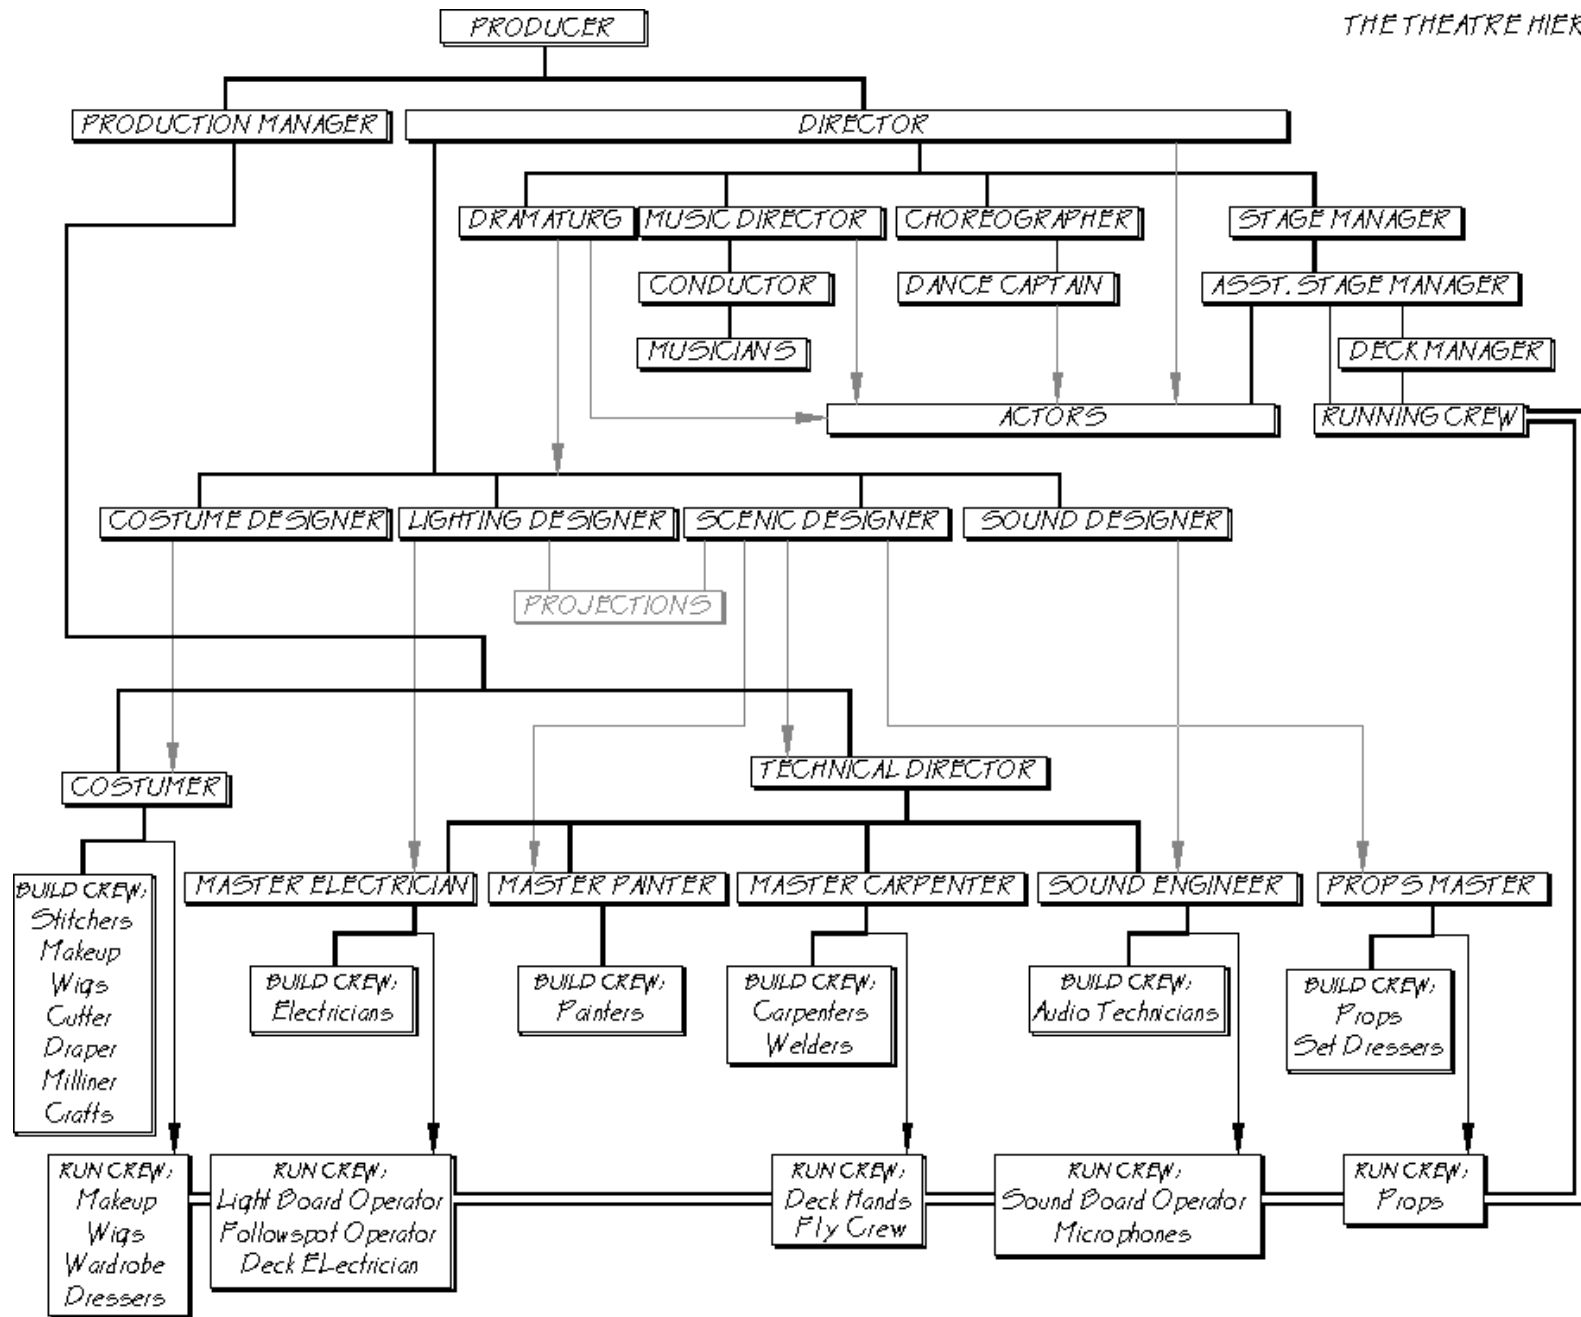 PRODUCER
THE THEATRE HIER
PRODUCTION MANAGER
DIRECTOR
DRAMATURG
MUSIC DIRECTOR
CHOREOGRAPHER
STAGE MANAGER
CONDUCTOR
DANCE CAPTAIN
ASST. STAGE MANAGER
MUSICIANS
DECK MANAGER
ACTORS
RUNNING CREW
COSTUME DESIGNER
LIGHTING DESIGNER
SCENIC DESIGNER
SOUND DESIGNER
PROJECTIONS
COSTUMER
TECHNICAL DIRECTOR
MASTER ELECTRICIAN
MASTER PAINTER
MASTER CARPENTER
SOUND ENGINEER
PROPS MASTER
BUILD CREW:
Stitchers
Makeup
Wigs
Cutter
Draper
Milliner
Crafts
BUILD CREW:
Electricians
BUILD CREW:
Painters
BUILD CREW:
Carpenters
Welders
BUILD CREW:
Audio Technicians
BUILD CREW:
Props
Set Dressers
RUN CREW:
Makeup
Wigs
Wardrobe
Dressers
RUN CREW:
Light Board Operator
Followspot Operator
Deck ELectrician
RUN CREW:
Deck Hands
Fly Crew
RUN CREW:
Sound Board Operator
Microphones
RUN CREW:
Props